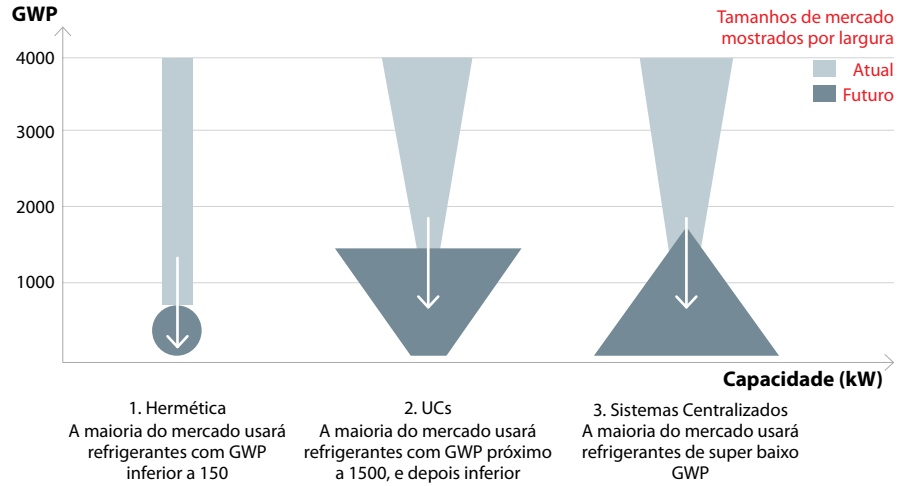 GWP
Tamanhos de mercado
mostrados por largura
Atual
Futuro
4000
3000
2000
1000
Capacidade (kW)
1. Hermética
A maioria do mercado usará
refrigerantes com GWP
inferior a 150
2. UCs
A maioria do mercado usará
refrigerantes com GWP próximo
a 1500, e depois inferior
3. Sistemas Centralizados
A maioria do mercado usará
refrigerantes de super baixo
GWP